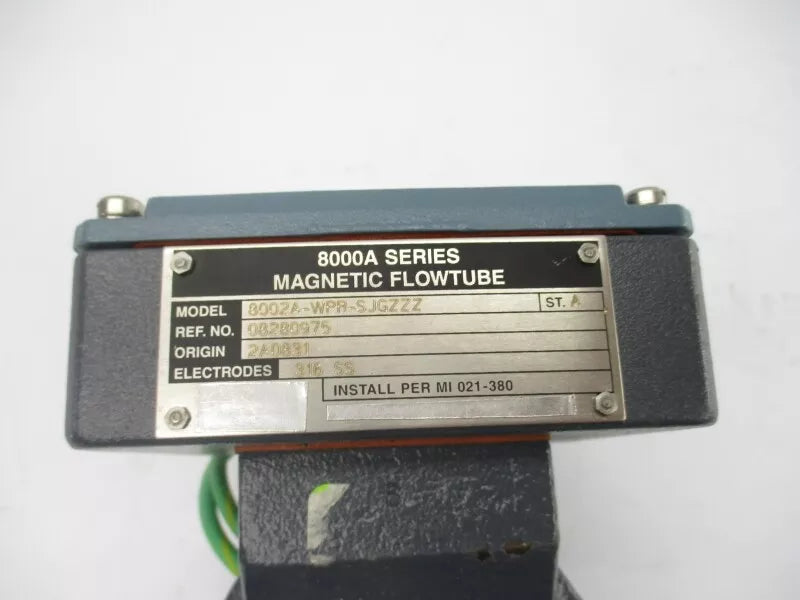 8000A SERIES
MAGNETIC FLOWTUBE
MODEL 8002A-WPR-SJGZZZ ST. A
REF. NO. 08280975
ORIGIN 2A0831
ELECTRODES 316 SS
INSTALL PER MI 021-380